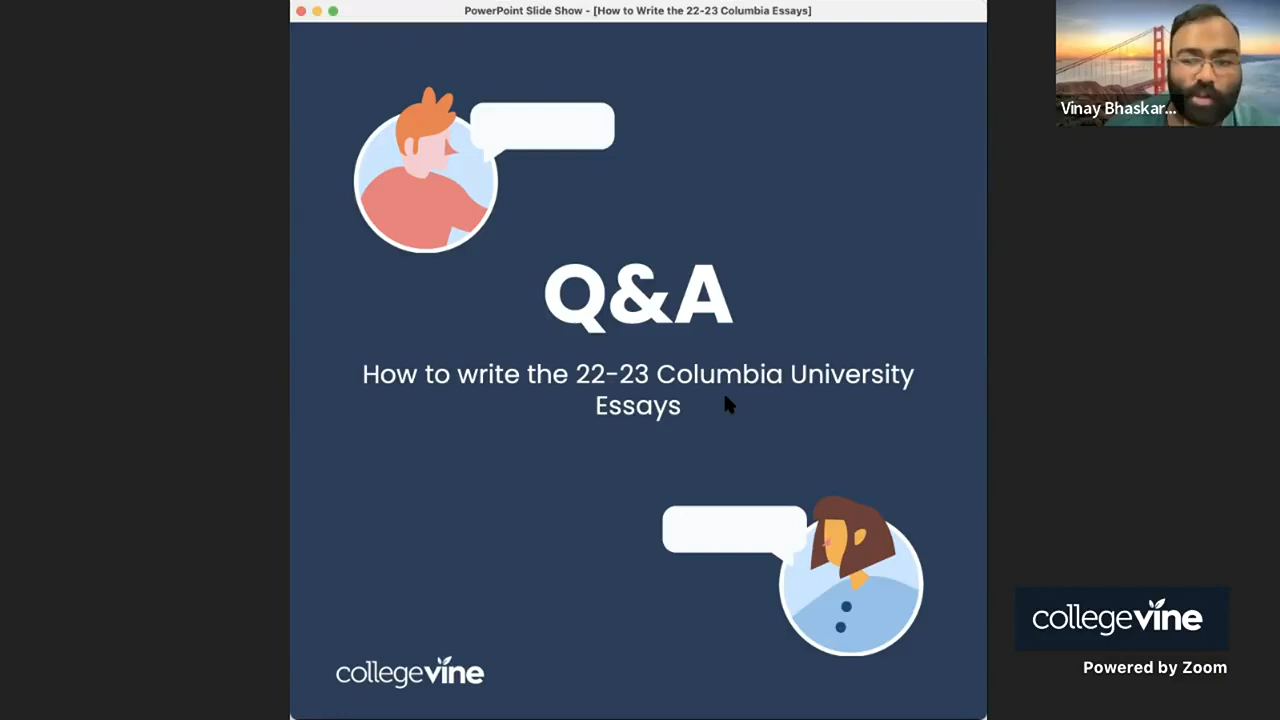 PowerPoint Slide Show - [How to Write the 22-23 Columbia Essays]
Vinay Bhaskar...
Q&A
How to write the 22-23 Columbia University
Essays
collegevine
collegevine
Powered by Zoom